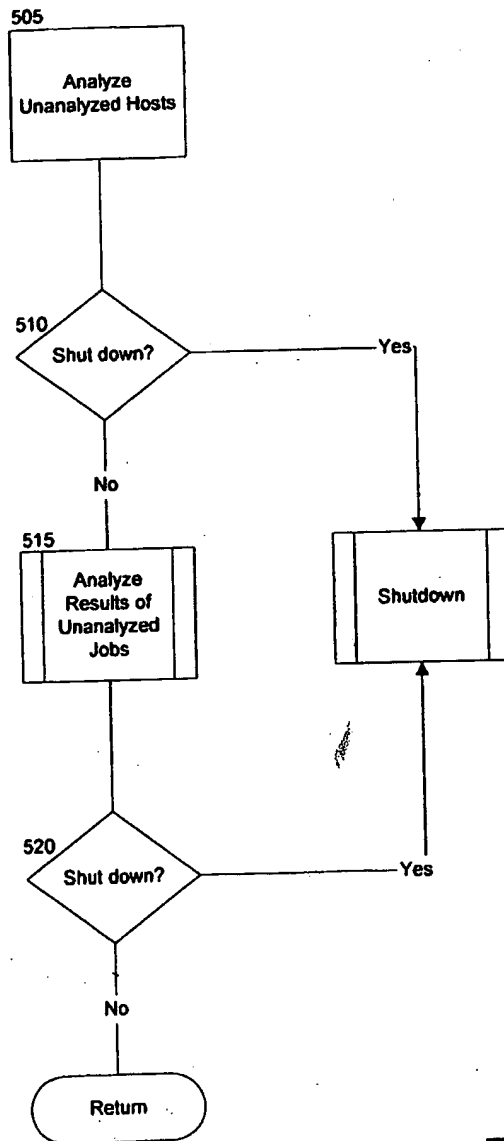 505
Analyze
Unanalyzed Hosts
510
Shut down?
Yes
No
515
Analyze
Results of
Unanalyzed
Jobs
Shutdown
520
Shut down?
Yes
No
Return